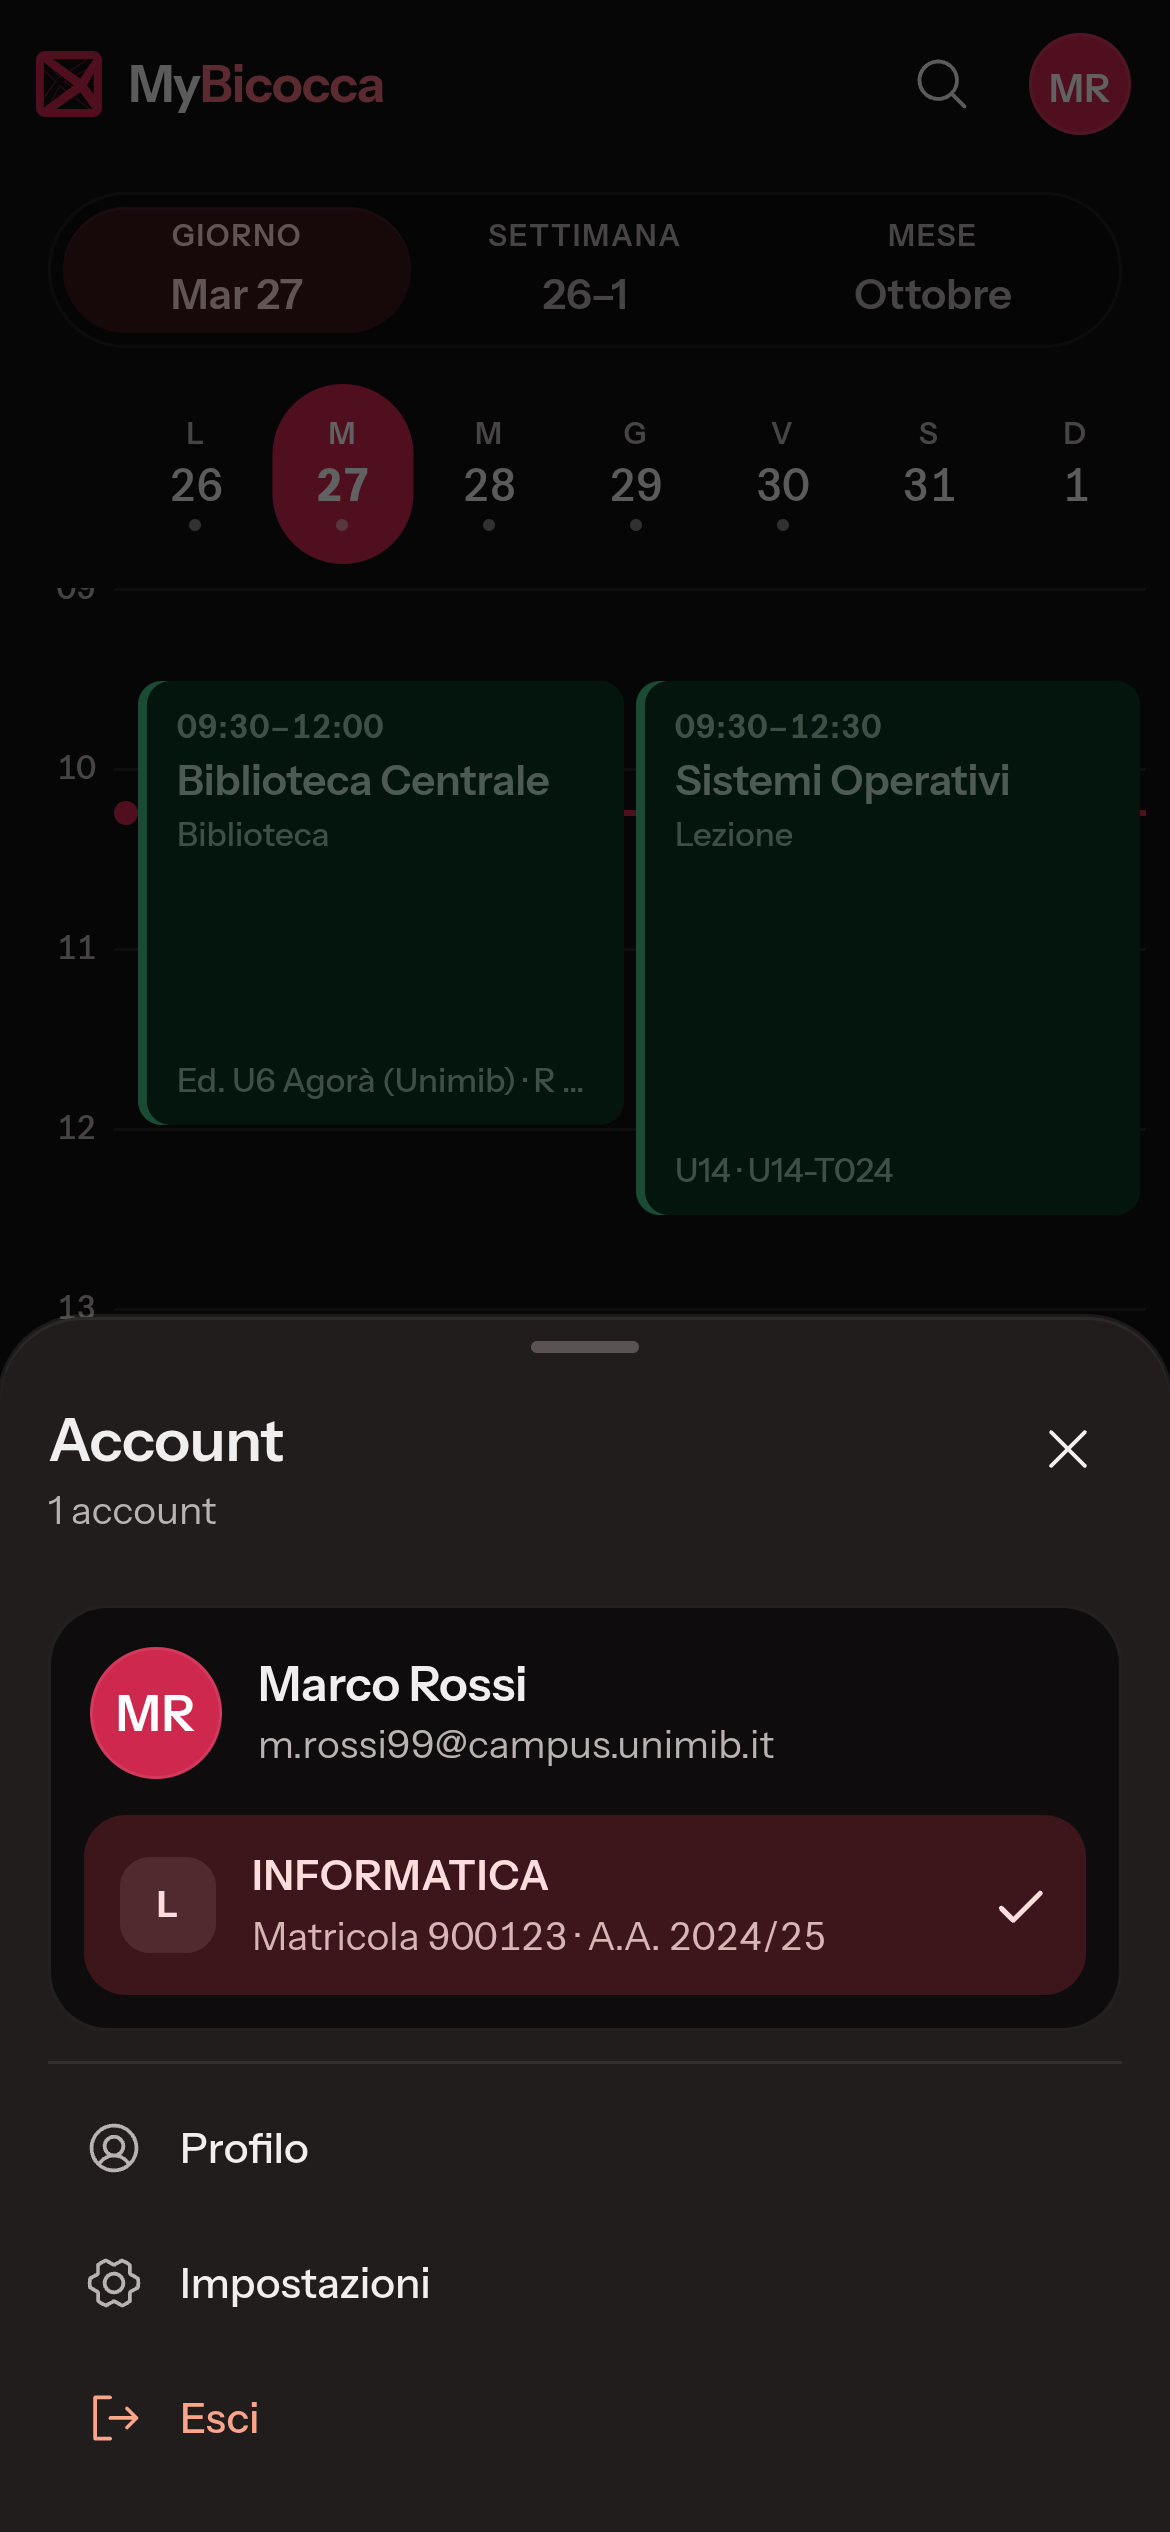 MyBicocca
MR
GIORNO
Mar 27
SETTIMANA
26–1
MESE
Ottobre
L
26
M
27
M
28
G
29
V
30
S
31
D
1
09
09:30–12:00
Biblioteca Centrale
Biblioteca
Ed. U6 Agorà (Unimib) · R ...
09:30–12:30
Sistemi Operativi
Lezione
U14 · U14-T024
10
11
12
13
Account
1 account
MR
Marco Rossi
m.rossi99@campus.unimib.it
L
INFORMATICA
Matricola 900123 · A.A. 2024/25
Profilo
Impostazioni
Esci